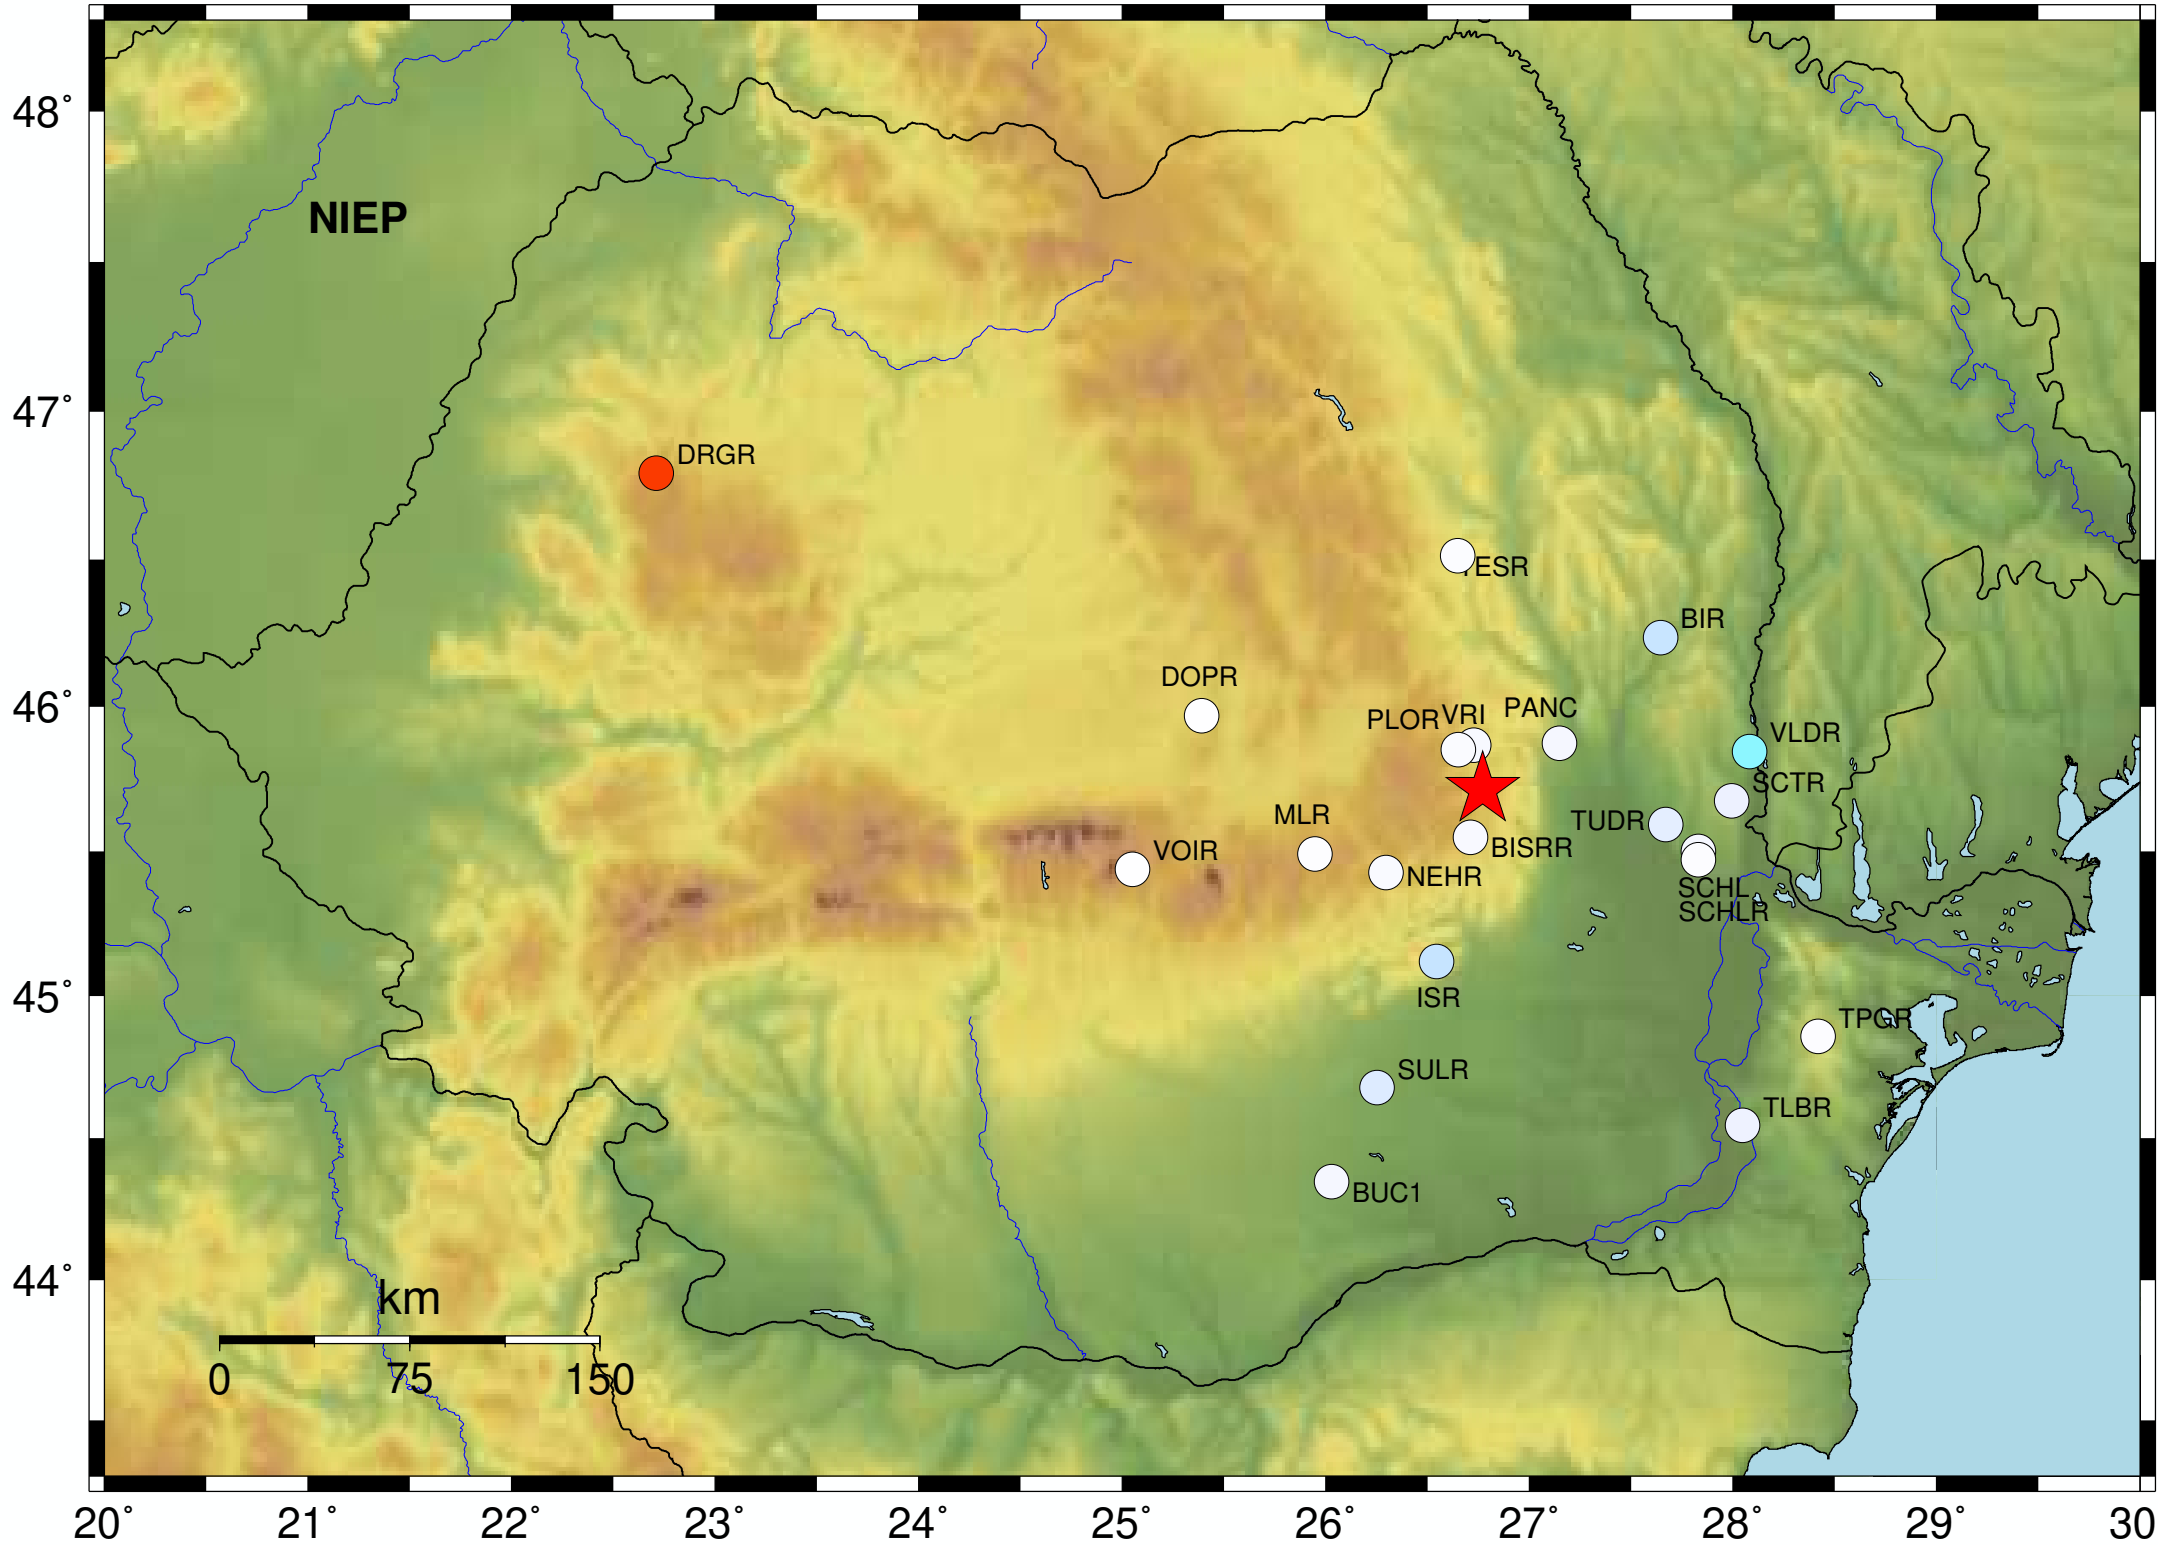 48°
NIEP
47°
DRGR
TESR
BIR
46°
DOPR
PLOR
VRI
PANC
VLDR
SCTR
TUDR
MLR
VOIR
BISRR
NEHR
SCHL
SCHLR
45°
ISR
TPGR
SULR
TLBR
BUC1
44°
km
0 75 150
20° 21° 22° 23° 24° 25° 26° 27° 28° 29° 30